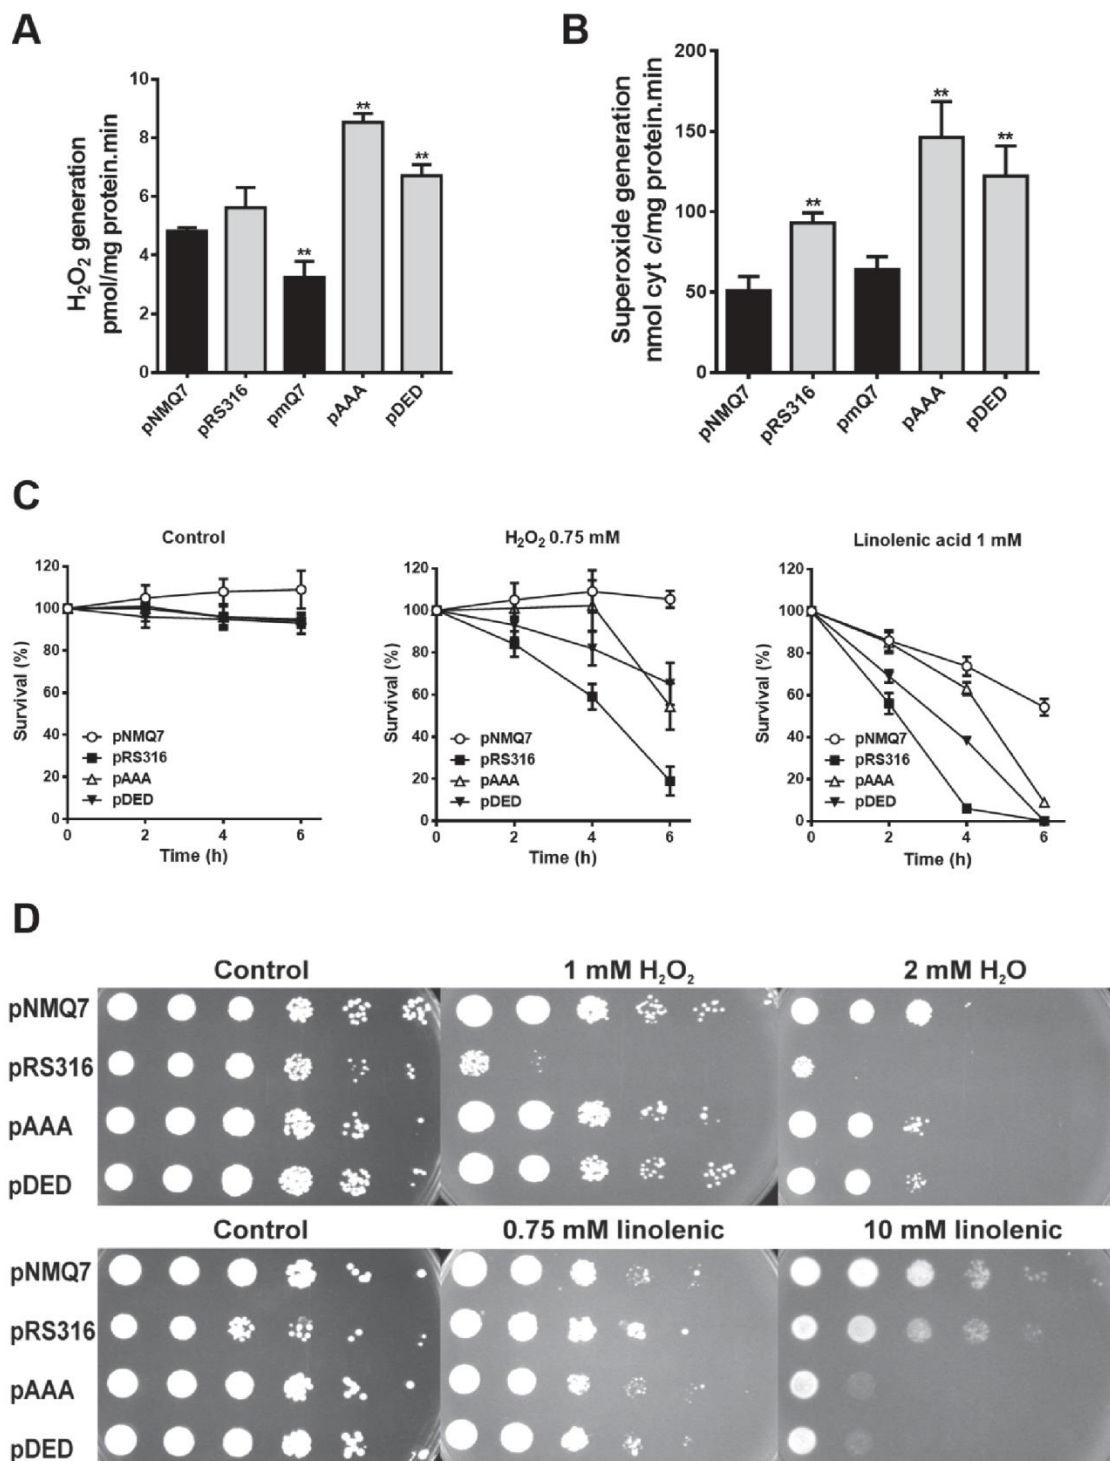 A
H₂O₂ generation
pmol/mg protein.min
10
8
6
4
2
0
**
**
**
pNMQ7
pRS316
pmQ7
pAAA
pDED
B
Superoxide generation
nmol cyt c/mg protein.min
200
150
100
50
0
**
**
**
pNMQ7
pRS316
pmQ7
pAAA
pDED
C
Control
Survival (%)
120
100
80
60
40
20
0
pNMQ7
pRS316
pAAA
pDED
0 2 4 6
Time (h)
H₂O₂ 0.75 mM
Survival (%)
120
100
80
60
40
20
0
pNMQ7
pRS316
pAAA
pDED
0 2 4 6
Time (h)
Linolenic acid 1 mM
Survival (%)
120
100
80
60
40
20
0
pNMQ7
pRS316
pAAA
pDED
0 2 4 6
Time (h)
D
Control 1 mM H₂O₂ 2 mM H₂O
pNMQ7
pRS316
pAAA
pDED
Control 0.75 mM linolenic 10 mM linolenic
pNMQ7
pRS316
pAAA
pDED